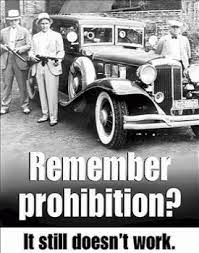 Remember
prohibition?
It still doesn't work.